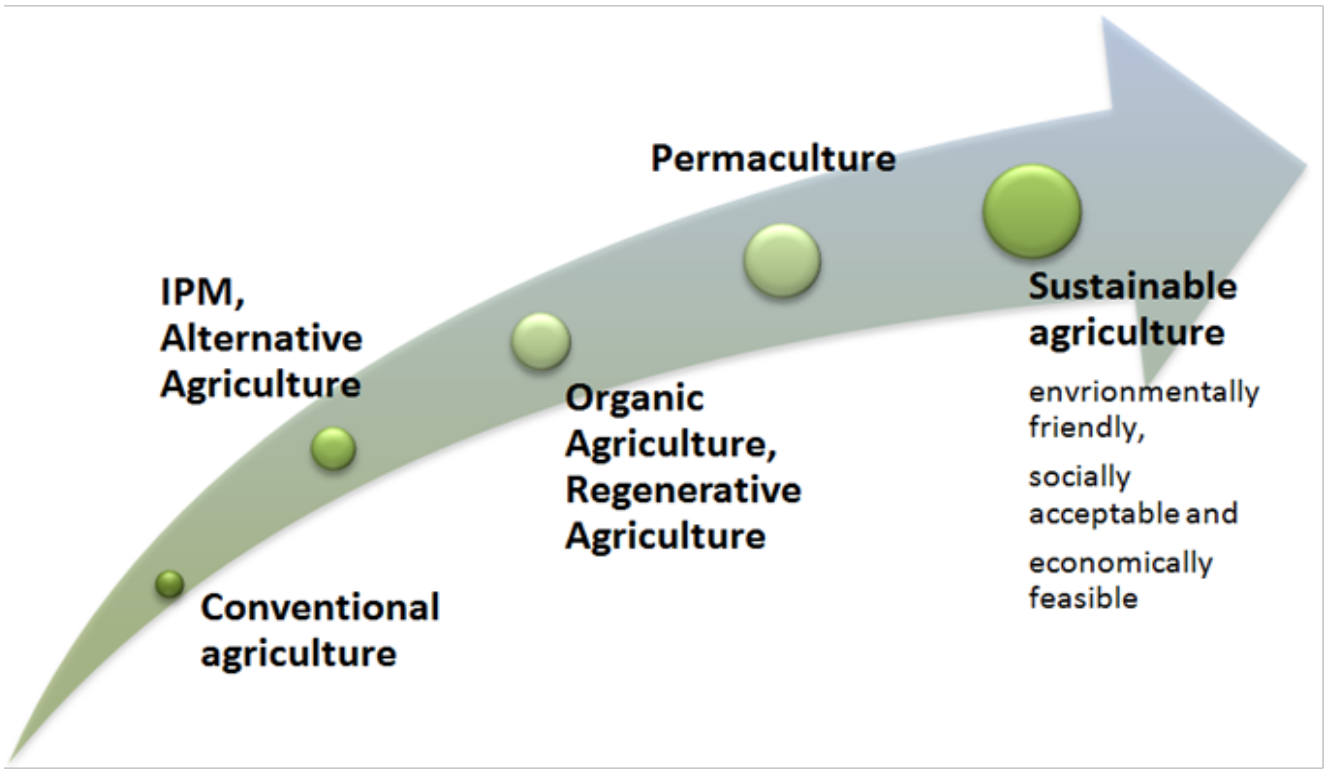 Permaculture
IPM,
Alternative
Agriculture
Sustainable
agriculture
Organic
Agriculture,
Regenerative
Agriculture
envrionmentally
friendly,
socially
acceptable and
economically
feasible
Conventional
agriculture